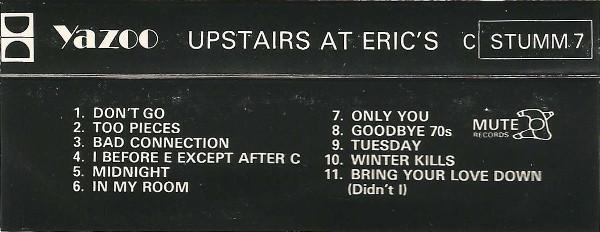 Yazoo UPSTAIRS AT ERIC'S C STUMM 7
1. DON'T GO
2. TOO PIECES
3. BAD CONNECTION
4. I BEFORE E EXCEPT AFTER C
5. MIDNIGHT
6. IN MY ROOM
7. ONLY YOU
8. GOODBYE 70s
9. TUESDAY
10. WINTER KILLS
11. BRING YOUR LOVE DOWN
(Didn't I)
MUTE
RECORDS